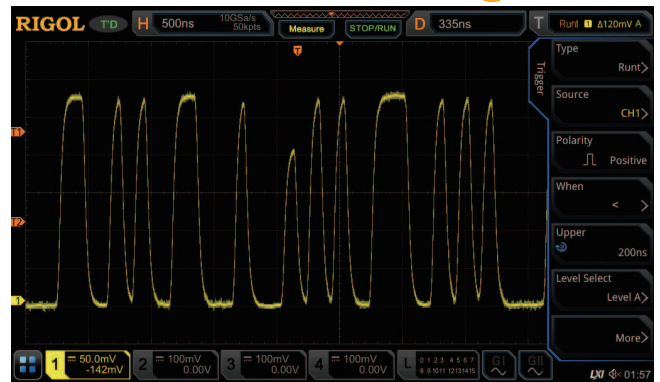 RIGOL T'D H 500ns 10GSa/s 50kpts Measure STOP/RUN D 335ns T Runt 1 Δ120mV A
T
Trigger
Type
Runt>
Source
CH1>
Polarity
Positive
When
< >
Upper
200ns
Level Select
Level A>
More>
T1
T2
1
1 50.0mV -142mV 2 100mV 0.00V 3 100mV 0.00V 4 100mV 0.00V L 0 1 2 3 4 5 6 7 8 9 10 11 12 13 14 15 GI GII
LXI 01:57